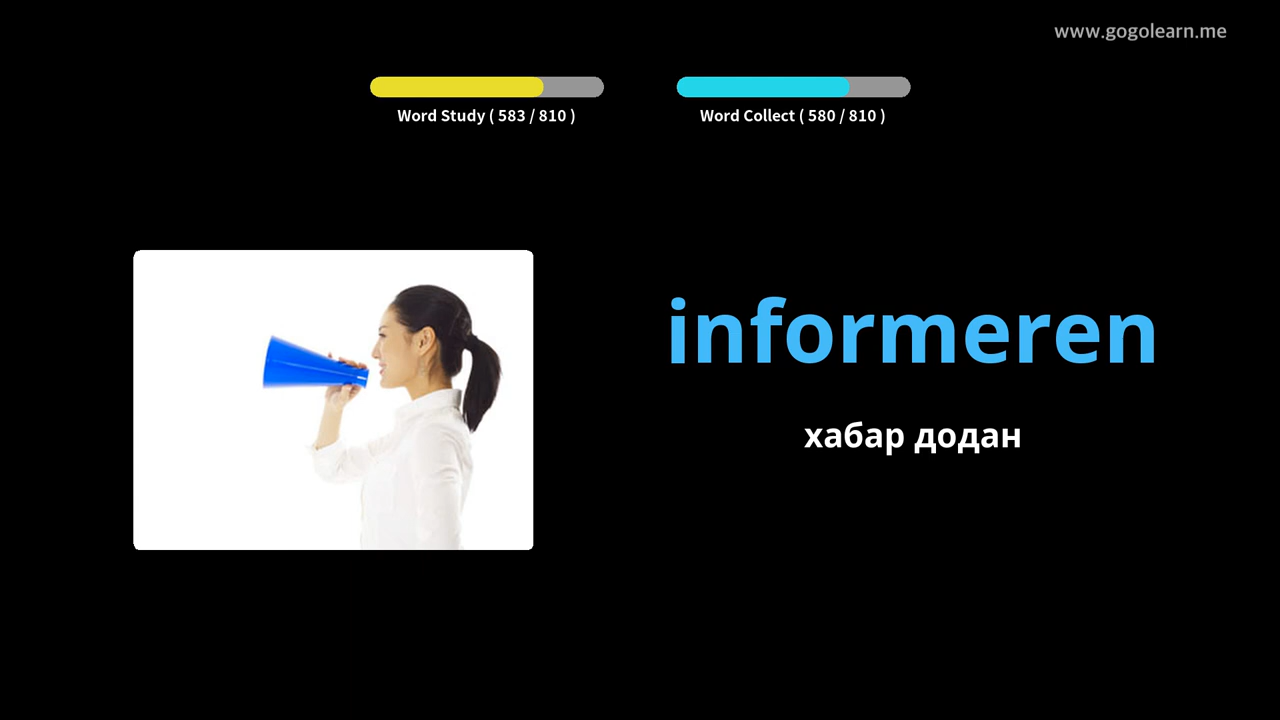 www.gogolearn.me
Word Study ( 583 / 810 )
Word Collect ( 580 / 810 )
informeren
хабар додан